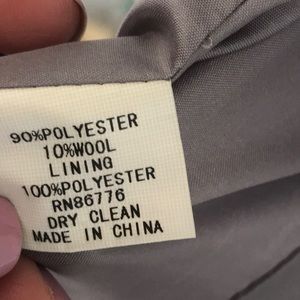 90%POLYESTER
10%WOOL
LINING
100%POLYESTER
RN86776
DRY CLEAN
MADE IN CHINA